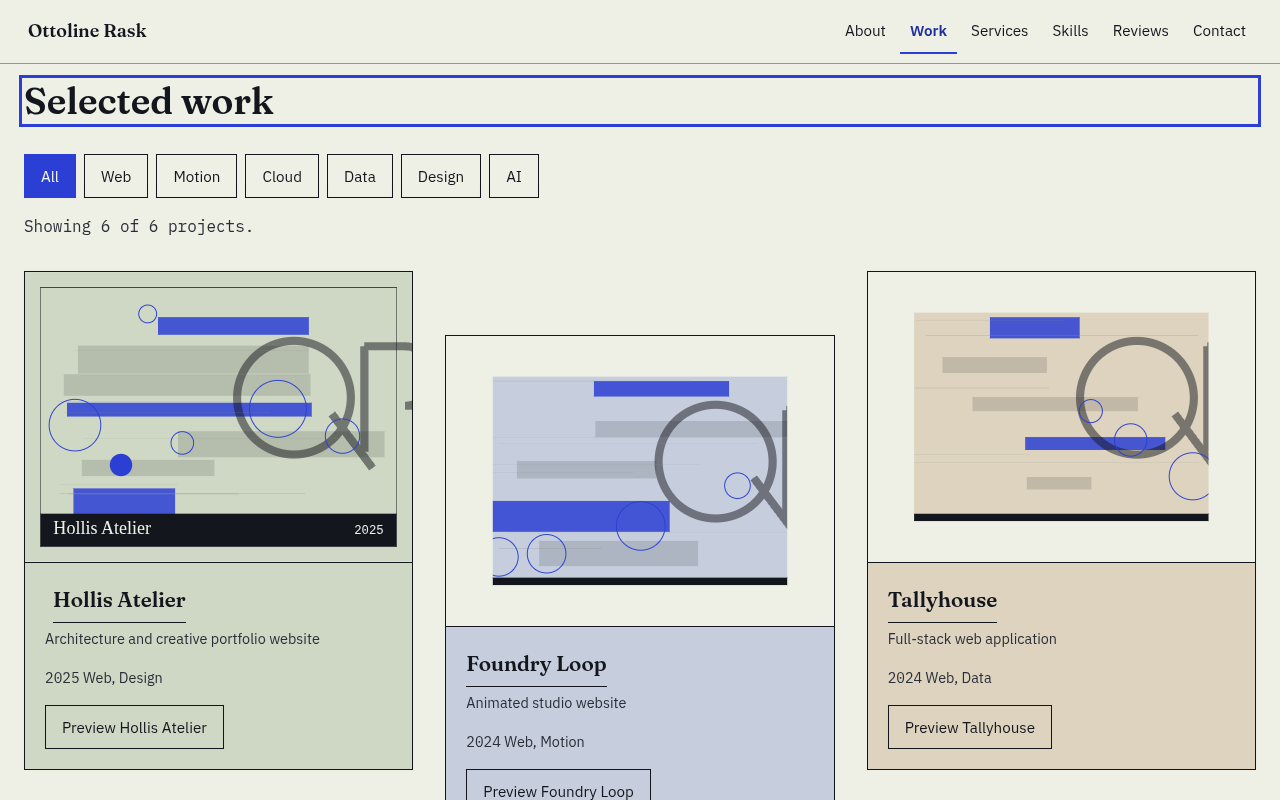 Ottoline Rask
About Work Services Skills Reviews Contact
Selected work
All Web Motion Cloud Data Design AI
Showing 6 of 6 projects.
Hollis Atelier 2025
Hollis Atelier
Architecture and creative portfolio website
2025 Web, Design
Preview Hollis Atelier
Foundry Loop
Animated studio website
2024 Web, Motion
Preview Foundry Loop
Tallyhouse
Full-stack web application
2024 Web, Data
Preview Tallyhouse